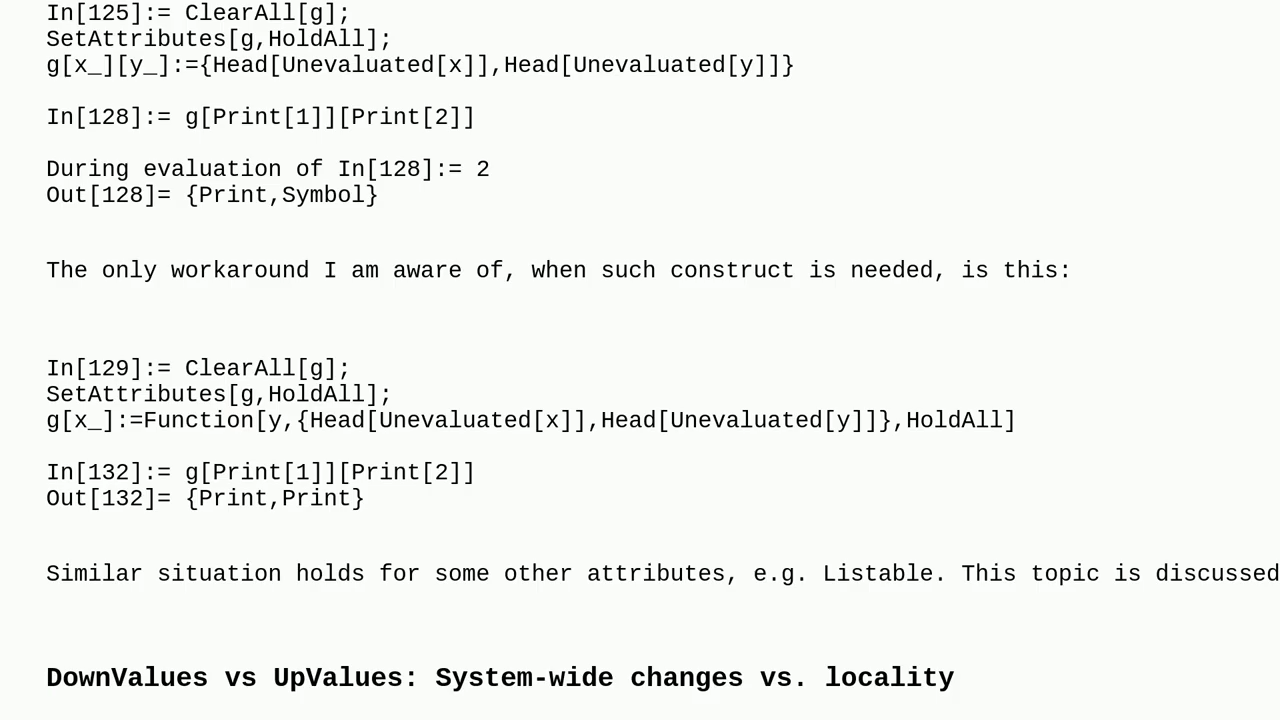 In[125]:= ClearAll[g];
SetAttributes[g,HoldAll];
g[x_][y_]:={Head[Unevaluated[x]],Head[Unevaluated[y]]}
In[128]:= g[Print[1]][Print[2]]
During evaluation of In[128]:= 2
Out[128]= {Print,Symbol}
The only workaround I am aware of, when such construct is needed, is this:
In[129]:= ClearAll[g];
SetAttributes[g,HoldAll];
g[x_]:=Function[y,{Head[Unevaluated[x]],Head[Unevaluated[y]]},HoldAll]
In[132]:= g[Print[1]][Print[2]]
Out[132]= {Print,Print}
Similar situation holds for some other attributes, e.g. Listable. This topic is discussed
DownValues vs UpValues: System-wide changes vs. locality